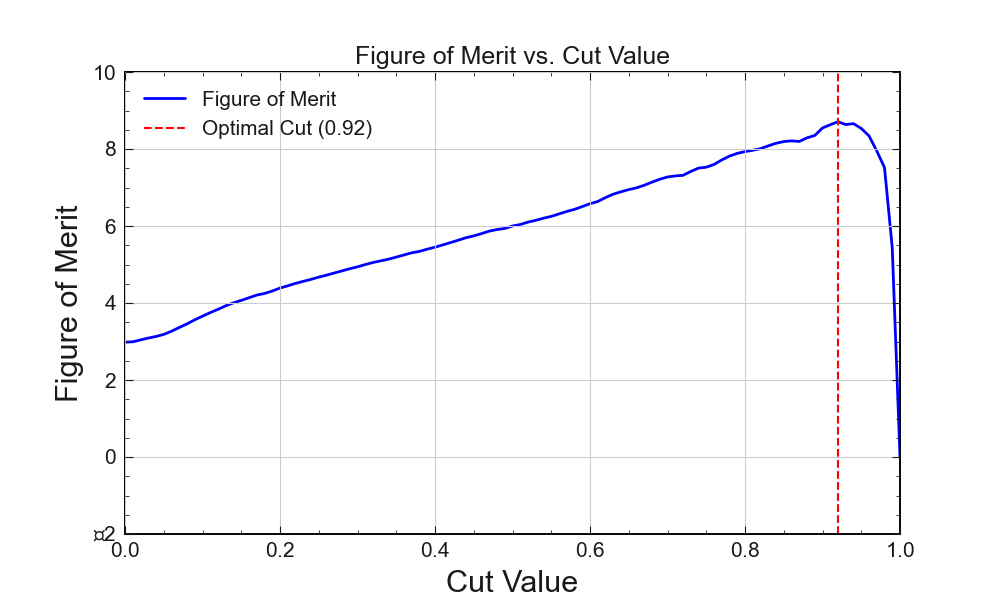 Figure of Merit vs. Cut Value
10
Figure of Merit
Optimal Cut (0.92)
8
6
4
2
0
¤2
Figure of Merit
0.0 0.2 0.4 0.6 0.8 1.0
Cut Value